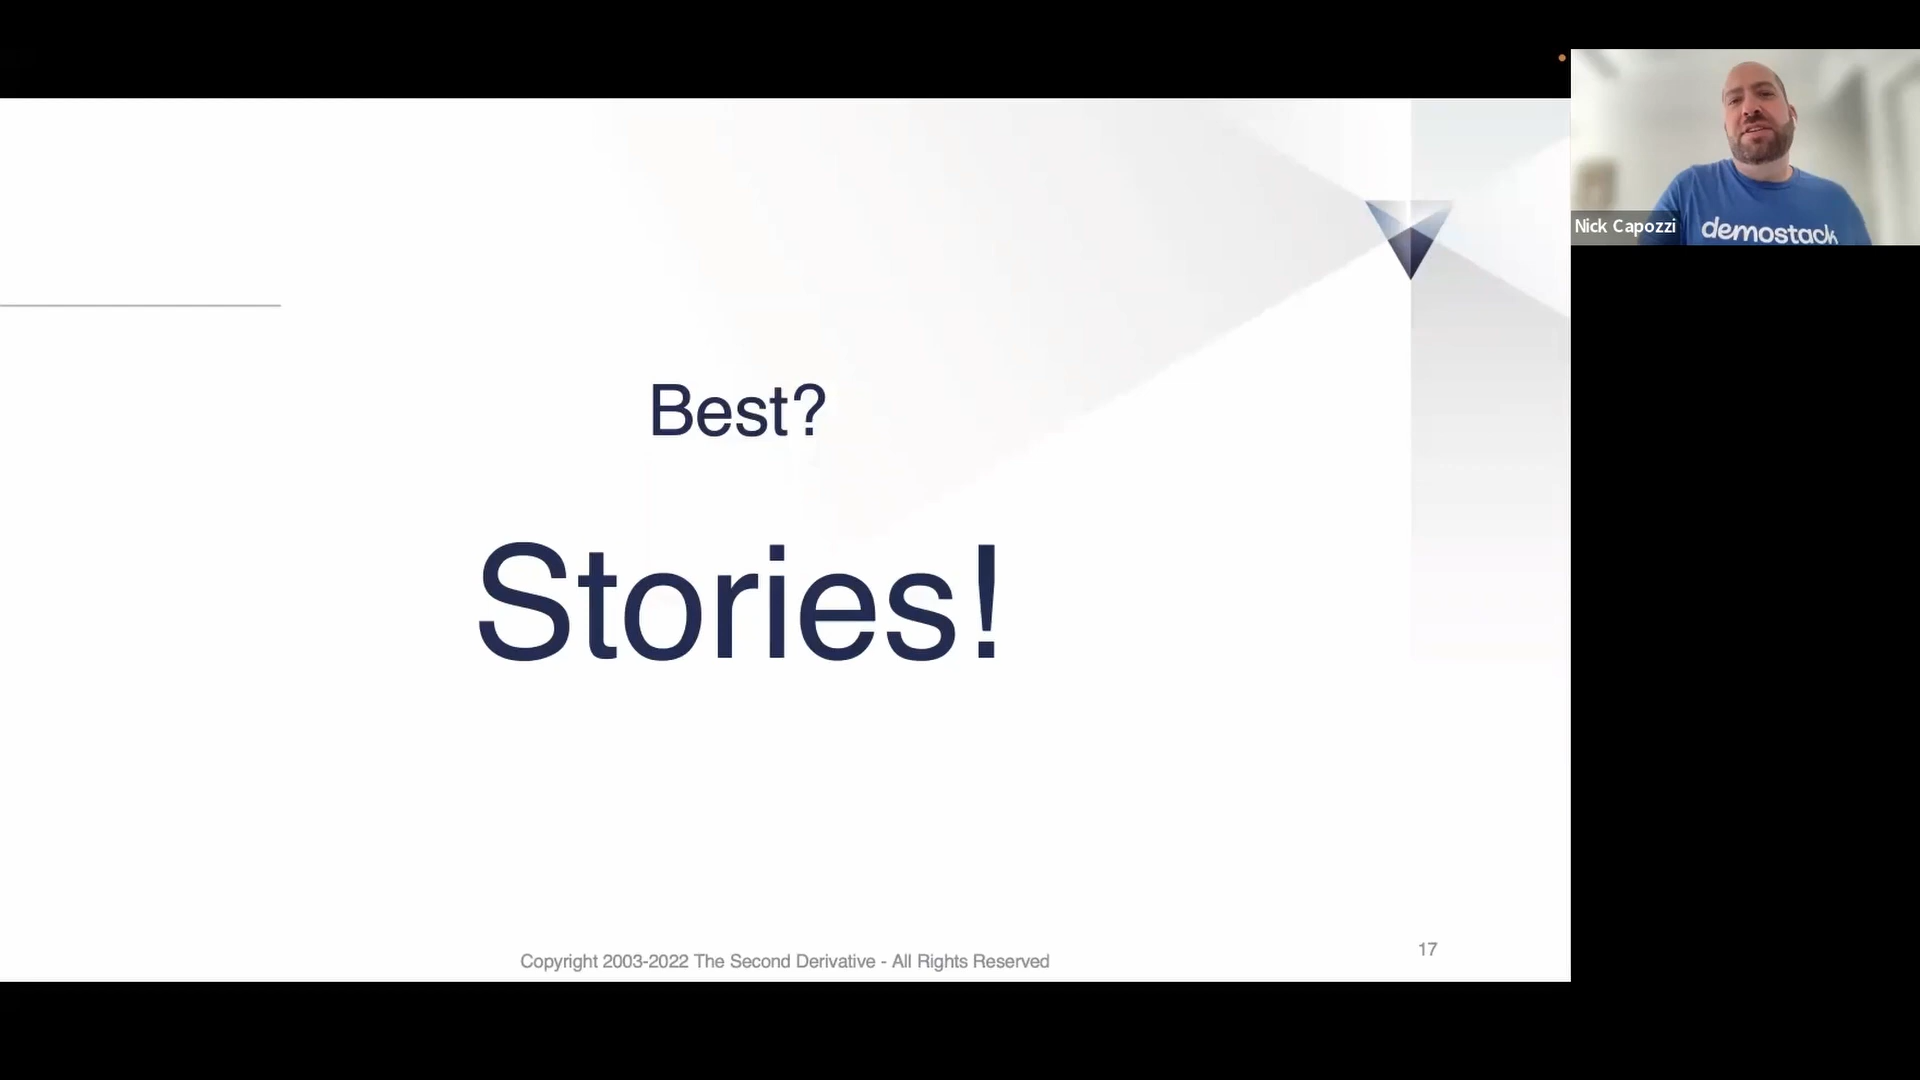 Best?
Stories!
Copyright 2003-2022 The Second Derivative - All Rights Reserved
17
Nick Capozzi
demostack